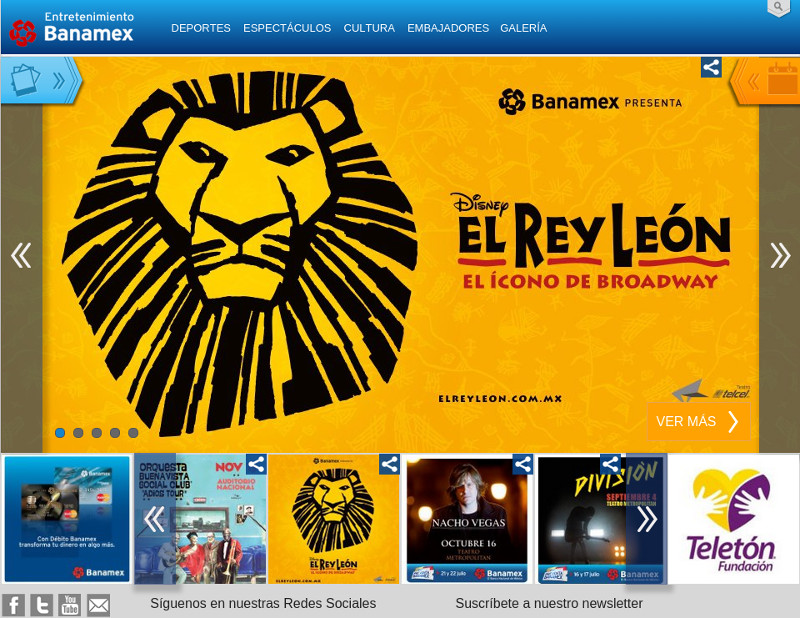 Entretenimiento
Banamex
DEPORTES ESPECTÁCULOS CULTURA EMBAJADORES GALERÍA
Banamex PRESENTA
Disney
EL REY LEÓN
EL ÍCONO DE BROADWAY
ELREYLEON.COM.MX
telcel
VER MÁS
Banamex
Con Débito Banamex
transforma tu dinero en algo más.
Banamex
ORQUESTA
BUENAVISTA
SOCIAL CLUB
"ADIOS TOUR"
NOV
AUDITORIO
NACIONAL
Disney
EL REY LEÓN
ELREYLEON.COM.MX
NACHO VEGAS
OCTUBRE 16
TEATRO
METROPOLITAN
21 y 22 julio
Banamex
DIVISIÓN
SEPTIEMBRE 4
TEATRO METROPOLITAN
16 y 17 julio
Teletón
Fundación
Síguenos en nuestras Redes Sociales
Suscríbete a nuestro newsletter